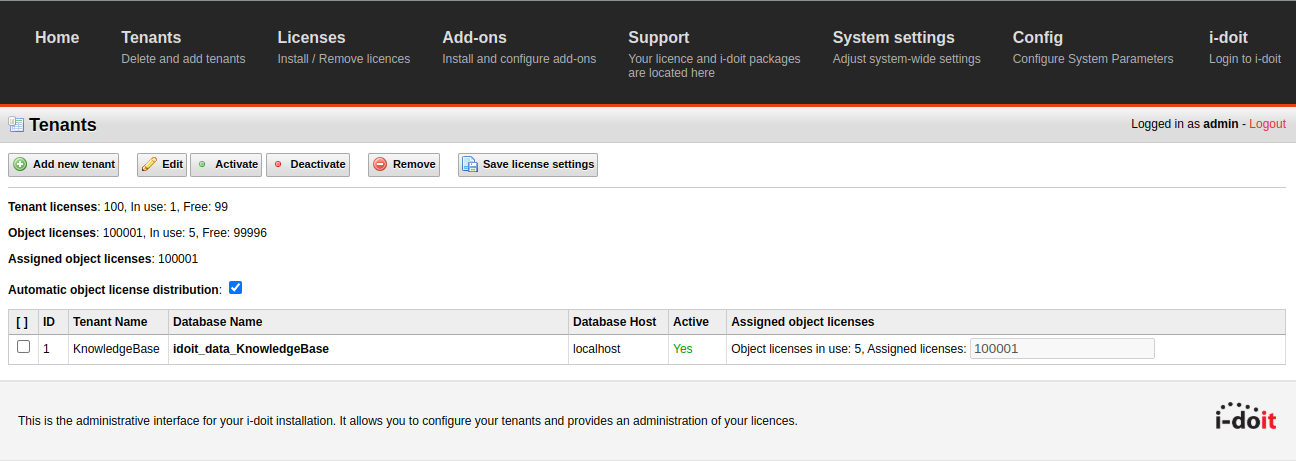 Home Tenants Licenses Add-ons Support System settings Config i-doit
Delete and add tenants Install / Remove licences Install and configure add-ons Your licence and i-doit packages Adjust system-wide settings Configure System Parameters Login to i-doit
are located here
Tenants Logged in as admin - Logout
Add new tenant Edit Activate Deactivate Remove Save license settings
Tenant licenses: 100, In use: 1, Free: 99
Object licenses: 100001, In use: 5, Free: 99996
Assigned object licenses: 100001
Automatic object license distribution:
[ ] ID Tenant Name Database Name Database Host Active Assigned object licenses
1 KnowledgeBase idoit_data_KnowledgeBase localhost Yes Object licenses in use: 5, Assigned licenses: 100001
This is the administrative interface for your i-doit installation. It allows you to configure your tenants and provides an administration of your licences.
i-doit